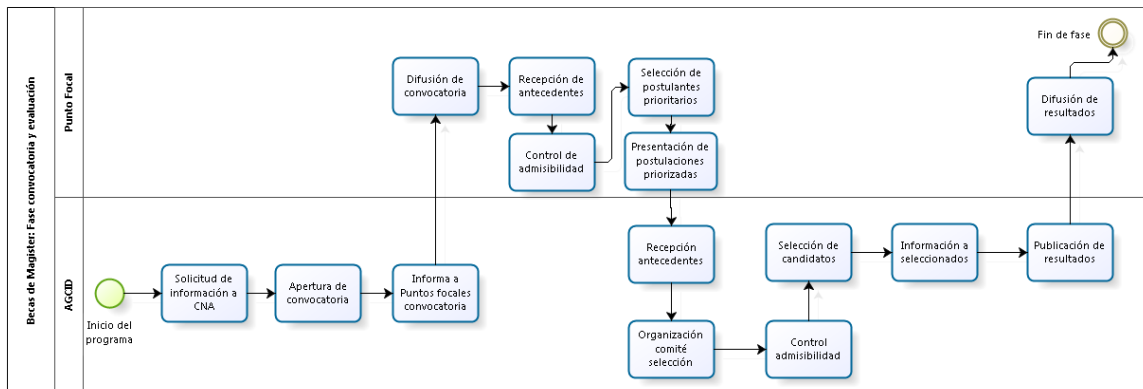 Becas de Magister: Fase convocatoria y evaluación
Punto Focal
Difusión de
convocatoria
Recepción de
antecedentes
Control de
admisibilidad
Selección de
postulantes
prioritarios
Presentación de
postulaciones
priorizadas
Difusión de
resultados
Fin de fase
AGCID
Inicio del
programa
Solicitud de
información a
CNA
Apertura de
convocatoria
Informa a
Puntos focales
convocatoria
Recepción
antecedentes
Organización
comité
selección
Control
admisibilidad
Selección de
candidatos
Información a
seleccionados
Publicación de
resultados